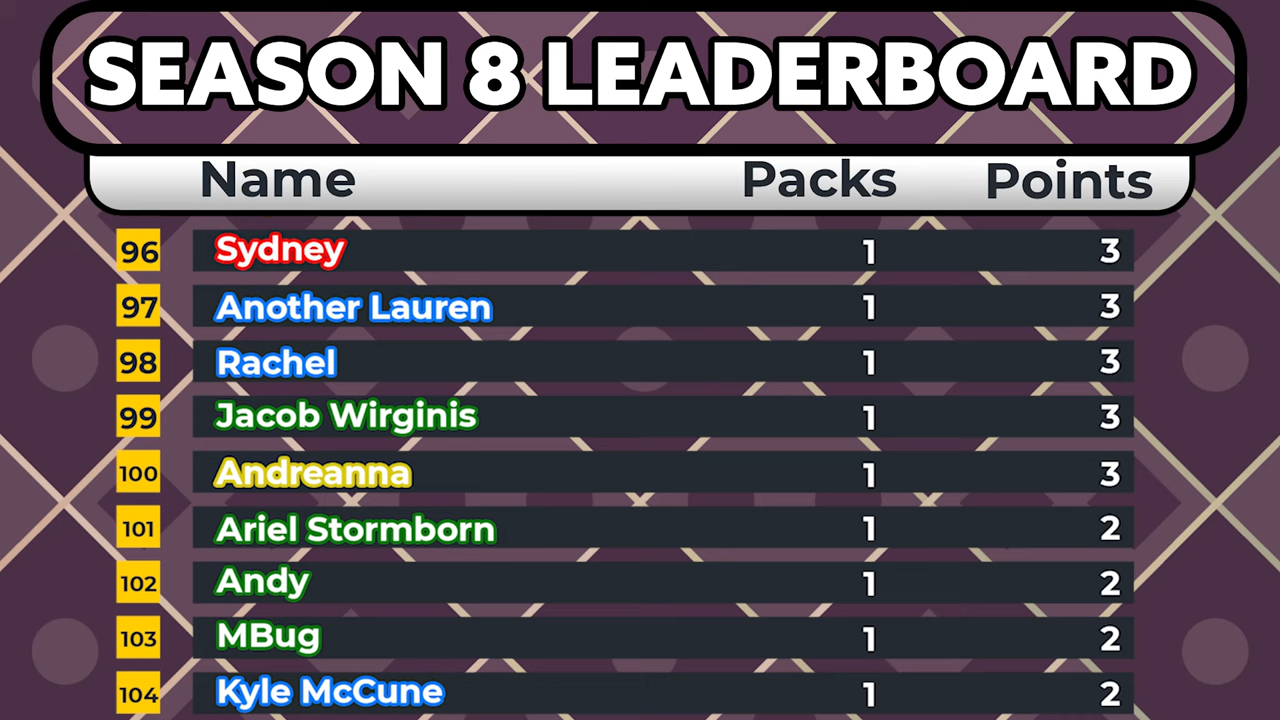 SEASON 8 LEADERBOARD
Name Packs Points
96 Sydney 1 3
97 Another Lauren 1 3
98 Rachel 1 3
99 Jacob Wirginis 1 3
100 Andreanna 1 3
101 Ariel Stormborn 1 2
102 Andy 1 2
103 MBug 1 2
104 Kyle McCune 1 2